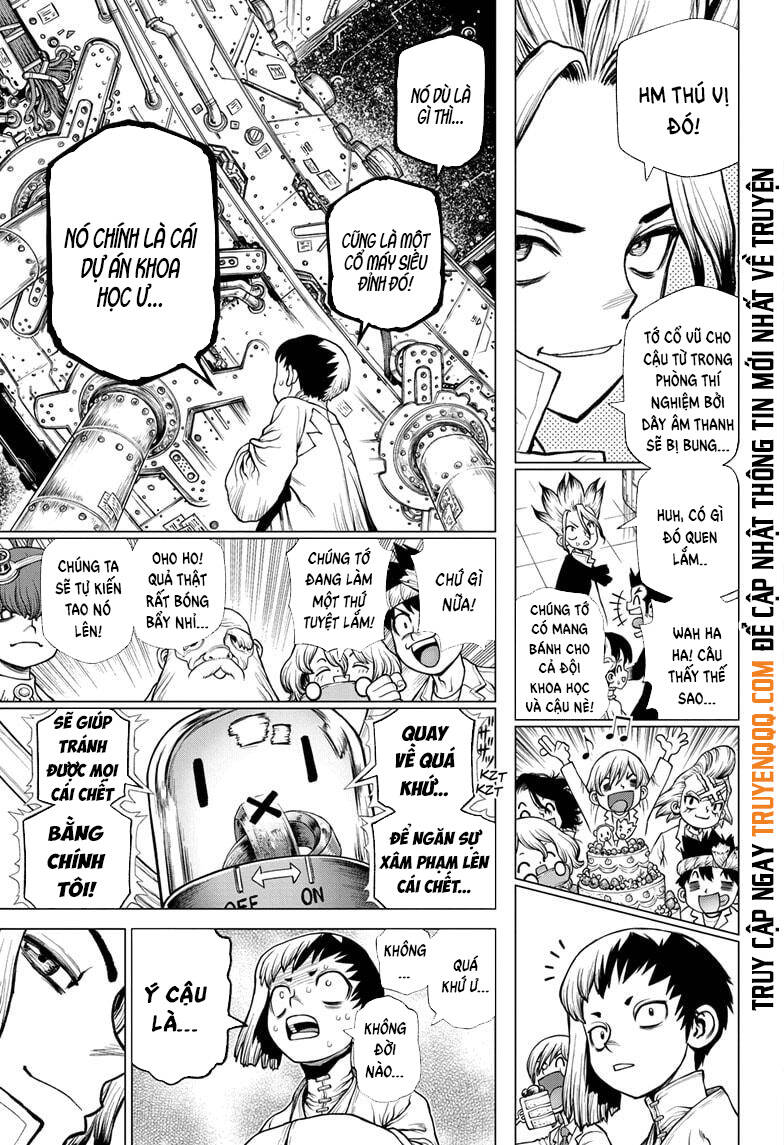 HM THÚ VỊ
ĐÓ!
TỚ CỔ VŨ CHO
CẬU TỪ TRONG
PHÒNG THÍ
NGHIỆM BỞI
DÂY ÂM THANH
SẼ BỊ BUNG...
HUH, CÓ GÌ
ĐÓ QUEN
LẮM..
WAH HA
HA! CÂU
THẤY THẾ
SAO...
CHÚNG TỚ
CÓ MANG
BÁNH CHO
CẢ ĐỘI
KHOA HỌC
VÀ CẬU NÈ!
NÓ DÙ LÀ
GÌ THÌ...
CŨNG LÀ MỘT
CỔ MÁY SIÊU
ĐỈNH ĐÓ!
NÓ CHÍNH LÀ CÁI
DỰ ÁN KHOA
HỌC Ư...
CHỨ GÌ
NỮA!
CHÚNG TỚ
ĐANG LÀM
MỘT THỨ
TUYỆT LẮM!
OHO HO!
QUẢ THẬT
RẤT BÓNG
BẨY NHỈ...
CHÚNG TA
SẼ TỰ KIẾN
TAO NÓ
LÊN!
KZT
KZT
QUAY
VỀ QUÁ
KHỨ...
ĐỂ NGĂN SỰ
XÂM PHẠM LÊN
CÁI CHẾT...
SẼ GIÚP
TRÁNH
ĐƯỢC MỌI
CÁI CHẾT
BẰNG
CHÍNH
TÔI!
OFF
ON
QUÁ
KHỨ Ư...
KHÔNG
...
KHÔNG
ĐỜI
NÀO...
Ý CẬU
LÀ...
TRUY CẬP NGAY TRUYENQQQ.COM ĐỂ CẬP NHẬT THÔNG TIN MỚI NHẤT VỀ TRUYỆN